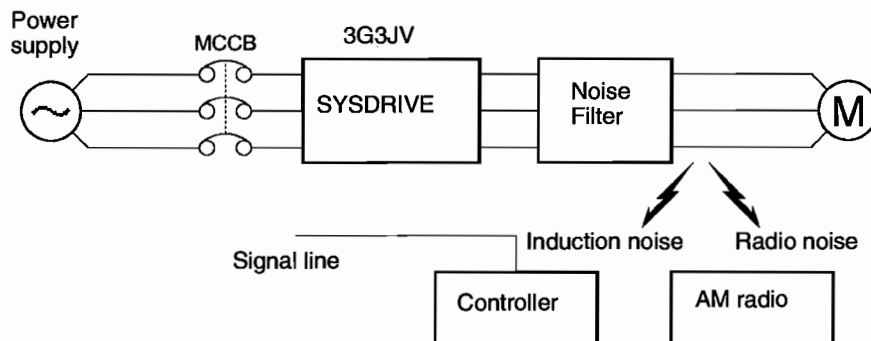 Power
supply
MCCB
3G3JV
SYSDRIVE
Noise
Filter
M
Induction noise
Radio noise
Signal line
Controller
AM radio